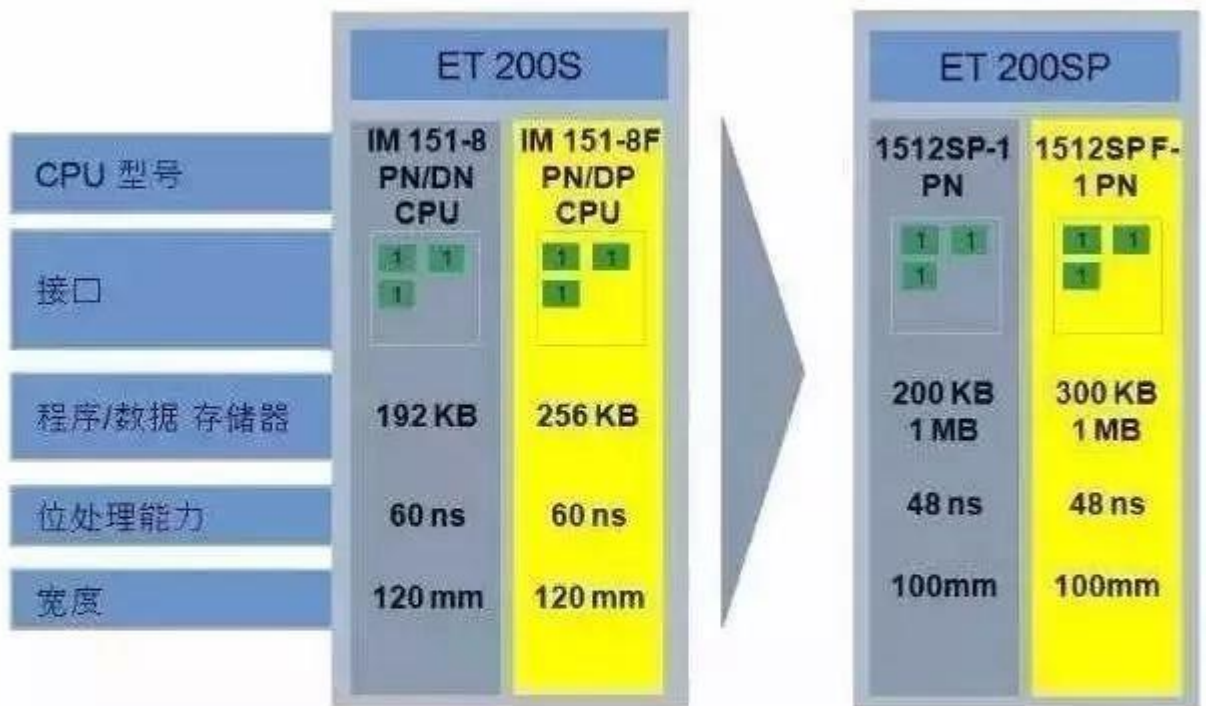 ET 200S
ET 200SP
CPU 型号
IM 151-8
PN/DN
CPU
IM 151-8F
PN/DP
CPU
1512SP-1
PN
1512SP F-
1 PN
接口
1 1
1
1 1
1
1 1
1
1 1
1
程序/数据 存储器
192 KB
256 KB
200 KB
1 MB
300 KB
1 MB
位处理能力
60 ns
60 ns
48 ns
48 ns
宽度
120 mm
120 mm
100mm
100mm